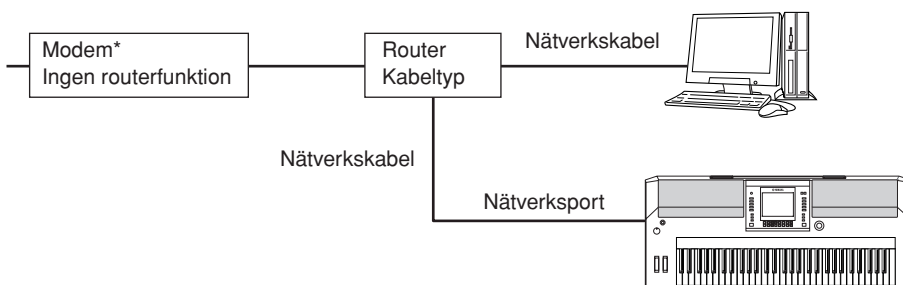 Modem*
Ingen routerfunktion
Router
Kabeltyp
Nätverkskabel
Nätverkskabel
Nätverksport